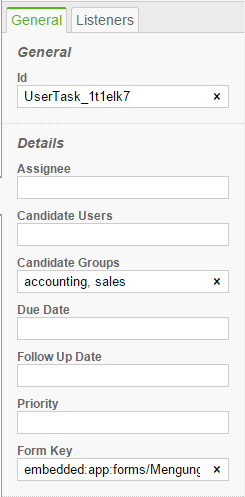 General Listeners
General
Id
UserTask_1t1elk7 ×
Details
Assignee
Candidate Users
Candidate Groups
accounting, sales ×
Due Date
Follow Up Date
Priority
Form Key
embedded:app:forms/Mengung ×